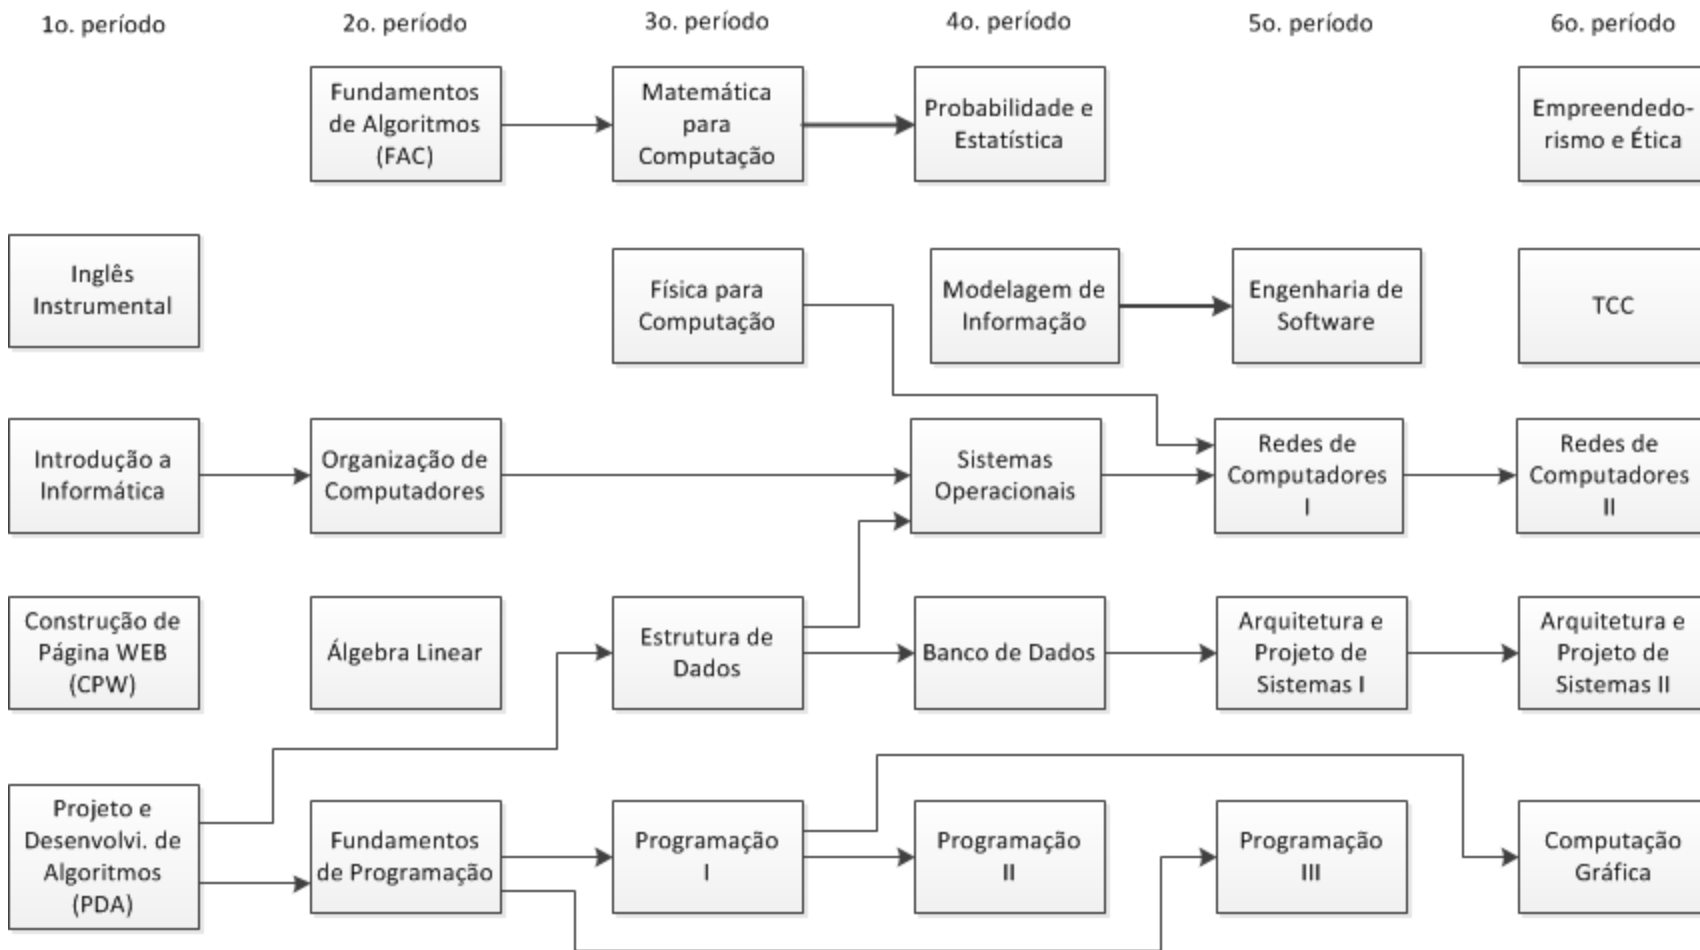 1o. período
2o. período
3o. período
4o. período
5o. período
6o. período
Fundamentos
de Algoritmos
(FAC)
Matemática
para
Computação
Probabilidade e
Estatística
Empreendedo-
rismo e Ética
Inglês
Instrumental
Física para
Computação
Modelagem de
Informação
Engenharia de
Software
TCC
Introdução a
Informática
Organização de
Computadores
Sistemas
Operacionais
Redes de
Computadores
I
Redes de
Computadores
II
Construção de
Página WEB
(CPW)
Álgebra Linear
Estrutura de
Dados
Banco de Dados
Arquitetura e
Projeto de
Sistemas I
Arquitetura e
Projeto de
Sistemas II
Projeto e
Desenvolvi. de
Algoritmos
(PDA)
Fundamentos
de Programação
Programação
I
Programação
II
Programação
III
Computação
Gráfica